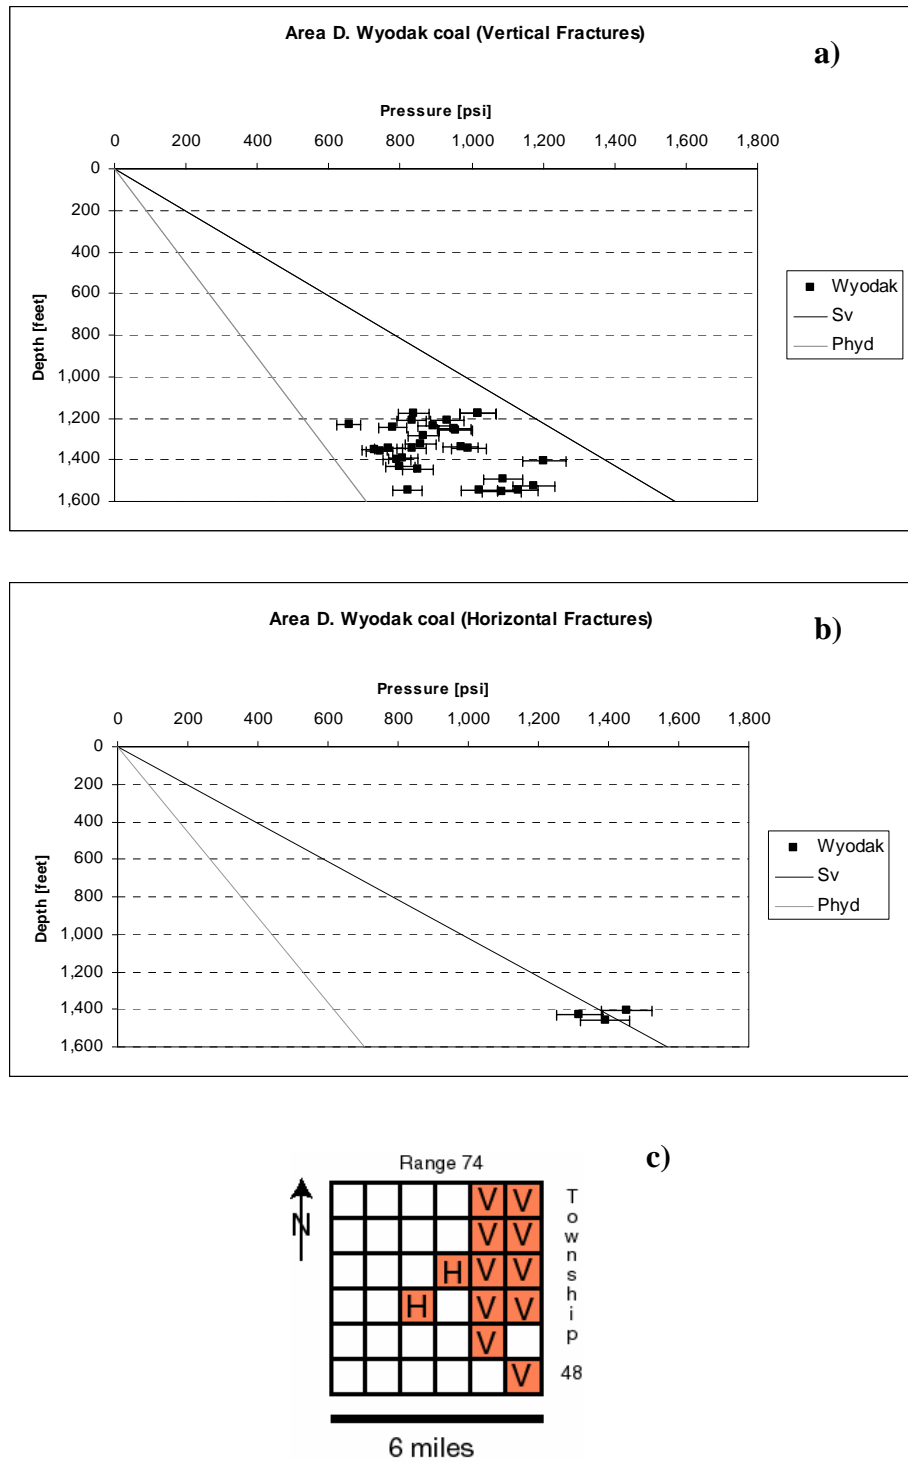 Area D. Wyodak coal (Vertical Fractures)
a)
Pressure [psi]
0 200 400 600 800 1,000 1,200 1,400 1,600 1,800
0
200
400
600
800
1,000
1,200
1,400
1,600
Depth [feet]
Wyodak
Sv
Phyd
Area D. Wyodak coal (Horizontal Fractures)
b)
Pressure [psi]
0 200 400 600 800 1,000 1,200 1,400 1,600 1,800
0
200
400
600
800
1,000
1,200
1,400
1,600
Depth [feet]
Wyodak
Sv
Phyd
c)
Range 74
N
V V
V V
H V V
H V V
V
V
Township 48
6 miles